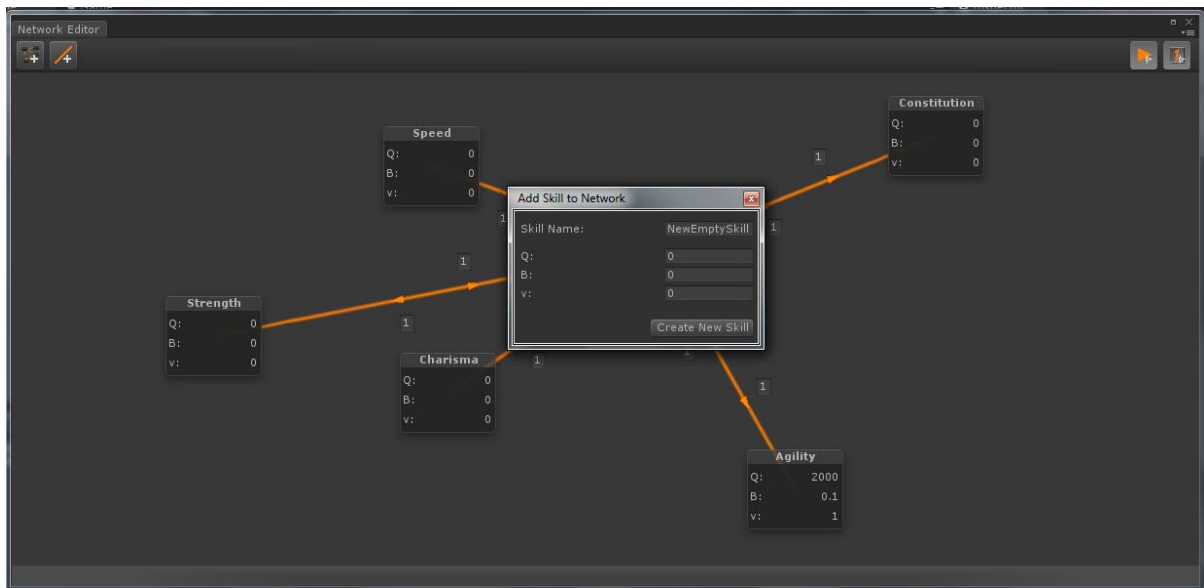 Network Editor
Constitution
Q: 0
B: 0
v: 0
Speed
Q: 0
B: 0
v: 0
1
Add Skill to Network
Skill Name: NewEmptySkill
Q: 0
B: 0
v: 0
Create New Skill
1
1
1
Strength
Q: 0
B: 0
v: 0
1
Charisma
Q: 0
B: 0
v: 0
1
1
1
Agility
Q: 2000
B: 0.1
v: 1